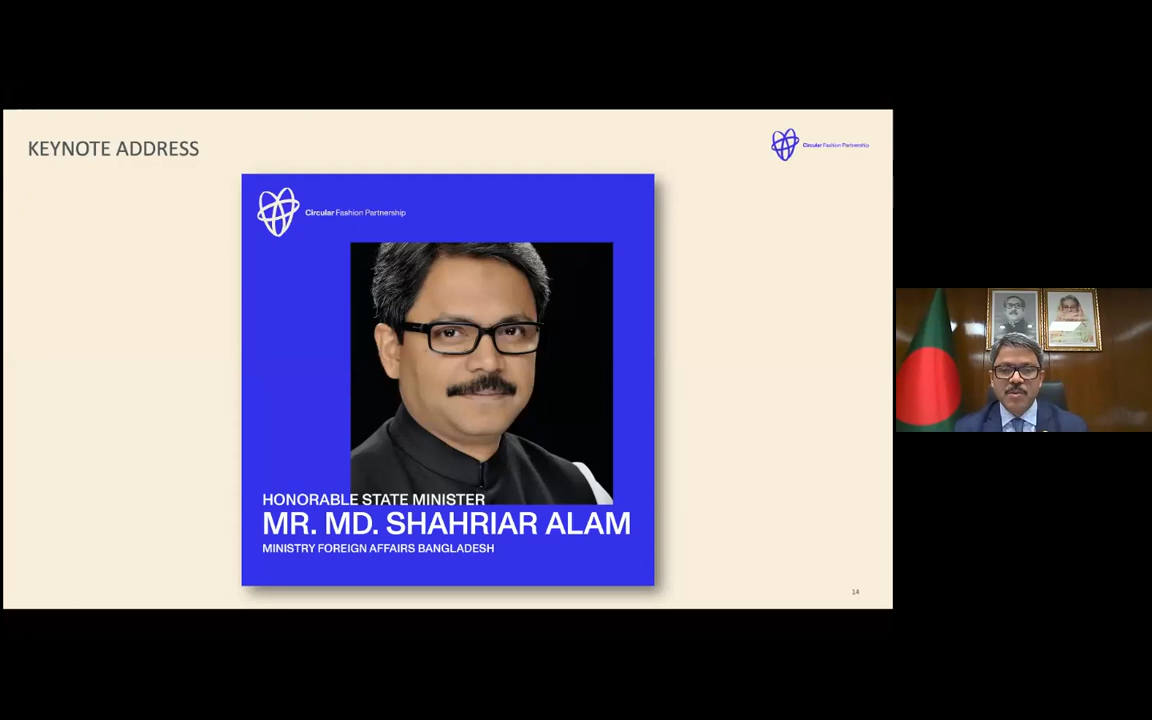 KEYNOTE ADDRESS
Circular Fashion Partnership
Circular Fashion Partnership
HONORABLE STATE MINISTER
MR. MD. SHAHRIAR ALAM
MINISTRY FOREIGN AFFAIRS BANGLADESH
14